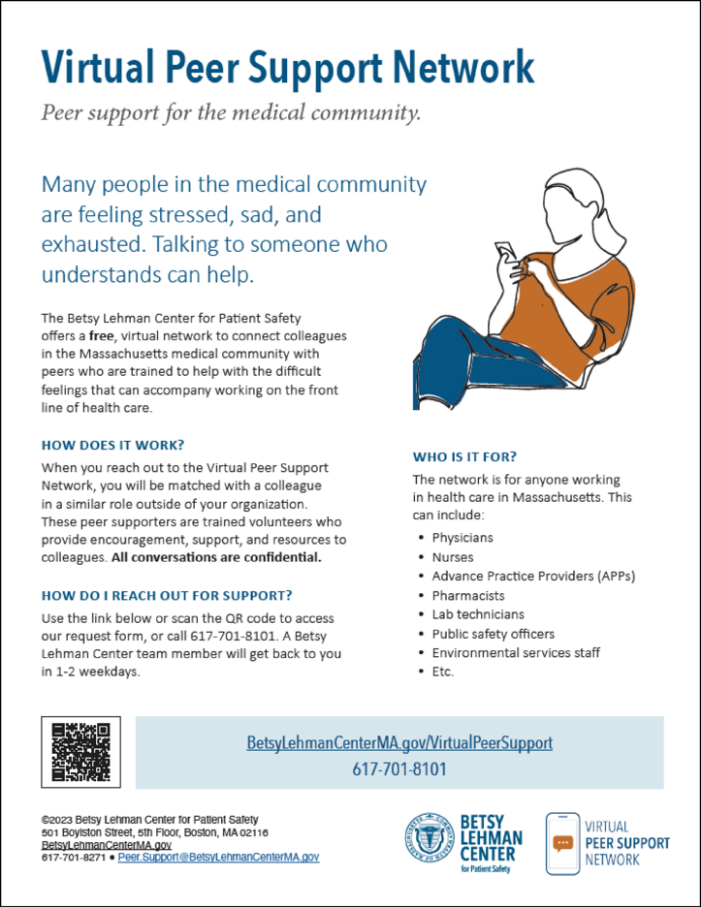 Virtual Peer Support Network
Peer support for the medical community.
Many people in the medical community
are feeling stressed, sad, and
exhausted. Talking to someone who
understands can help.
The Betsy Lehman Center for Patient Safety
offers a free, virtual network to connect colleagues
in the Massachusetts medical community with
peers who are trained to help with the difficult
feelings that can accompany working on the front
line of health care.
HOW DOES IT WORK?
When you reach out to the Virtual Peer Support
Network, you will be matched with a colleague
in a similar role outside of your organization.
These peer supporters are trained volunteers who
provide encouragement, support, and resources to
colleagues. All conversations are confidential.
HOW DO I REACH OUT FOR SUPPORT?
Use the link below or scan the QR code to access
our request form, or call 617-701-8101. A Betsy
Lehman Center team member will get back to you
in 1-2 weekdays.
WHO IS IT FOR?
The network is for anyone working
in health care in Massachusetts. This
can include:
• Physicians
• Nurses
• Advance Practice Providers (APPs)
• Pharmacists
• Lab technicians
• Public safety officers
• Environmental services staff
• Etc.
BetsyLehmanCenterMA.gov/VirtualPeerSupport
617-701-8101
©2023 Betsy Lehman Center for Patient Safety
501 Boylston Street, 5th Floor, Boston, MA 02116
BetsyLehmanCenterMA.gov
617-701-8271 • Peer.Support@BetsyLehmanCenterMA.gov
BETSY
LEHMAN
CENTER
for Patient Safety
VIRTUAL
PEER SUPPORT
NETWORK